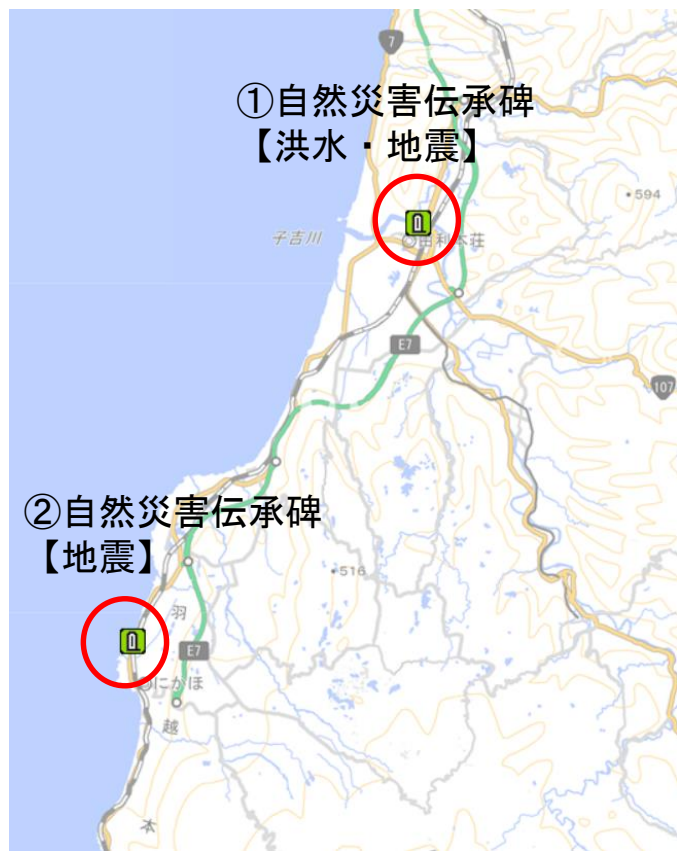 7
①自然災害伝承碑
【洪水・地震】
・594
子吉川
◎由利本荘
E7
107
②自然災害伝承碑
【地震】
・516
羽
E7
◎にかほ
越
本